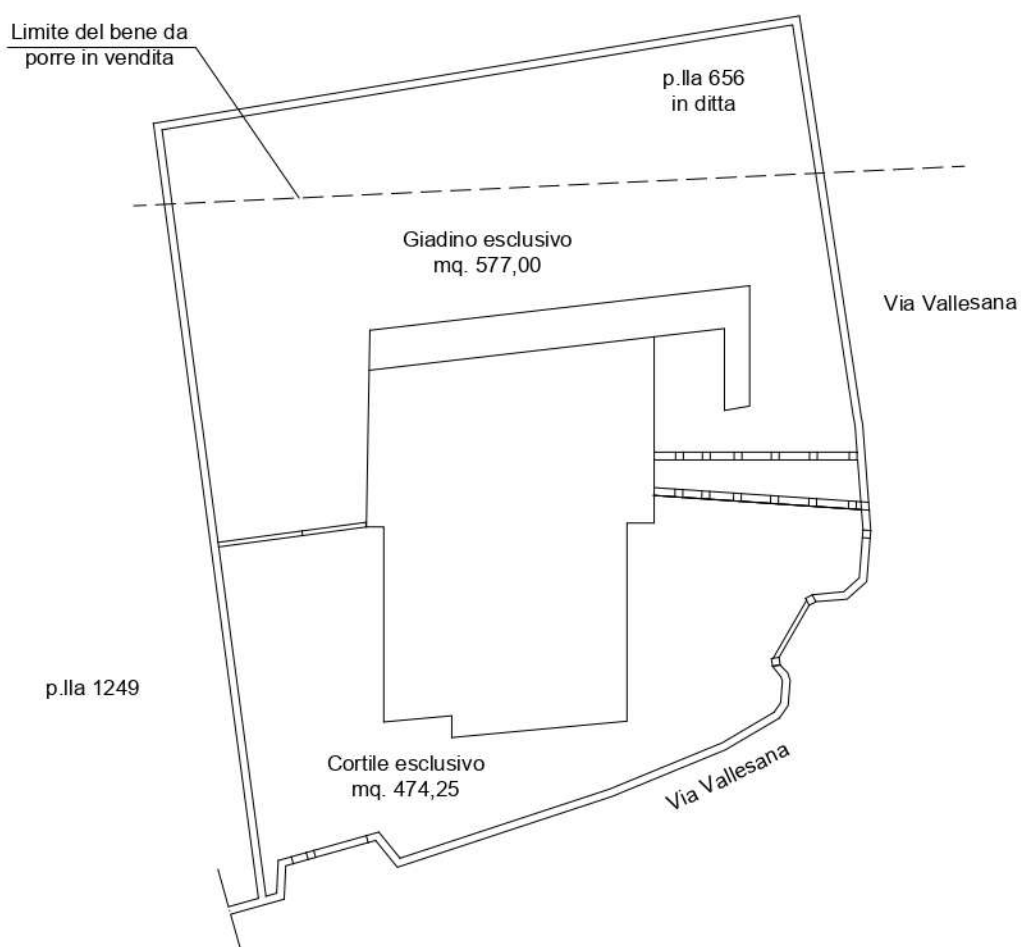 Limite del bene da
porre in vendita
p.lla 656
in ditta
Giadino esclusivo
mq. 577,00
Via Vallesana
p.lla 1249
Cortile esclusivo
mq. 474,25
Via Vallesana